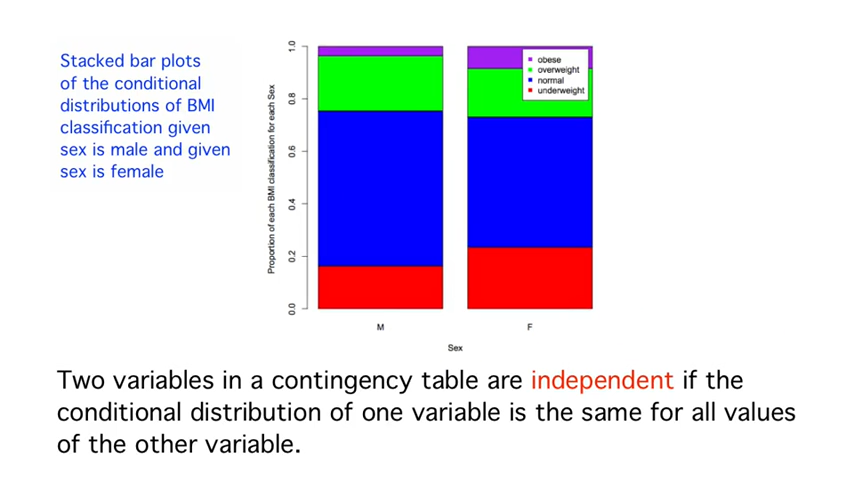 Stacked bar plots
of the conditional
distributions of BMI
classification given
sex is male and given
sex is female
Proportion of each BMI classification for each Sex
1.0
0.8
0.6
0.4
0.2
0.0
obese
overweight
normal
underweight
M
F
Sex
Two variables in a contingency table are independent if the
conditional distribution of one variable is the same for all values
of the other variable.